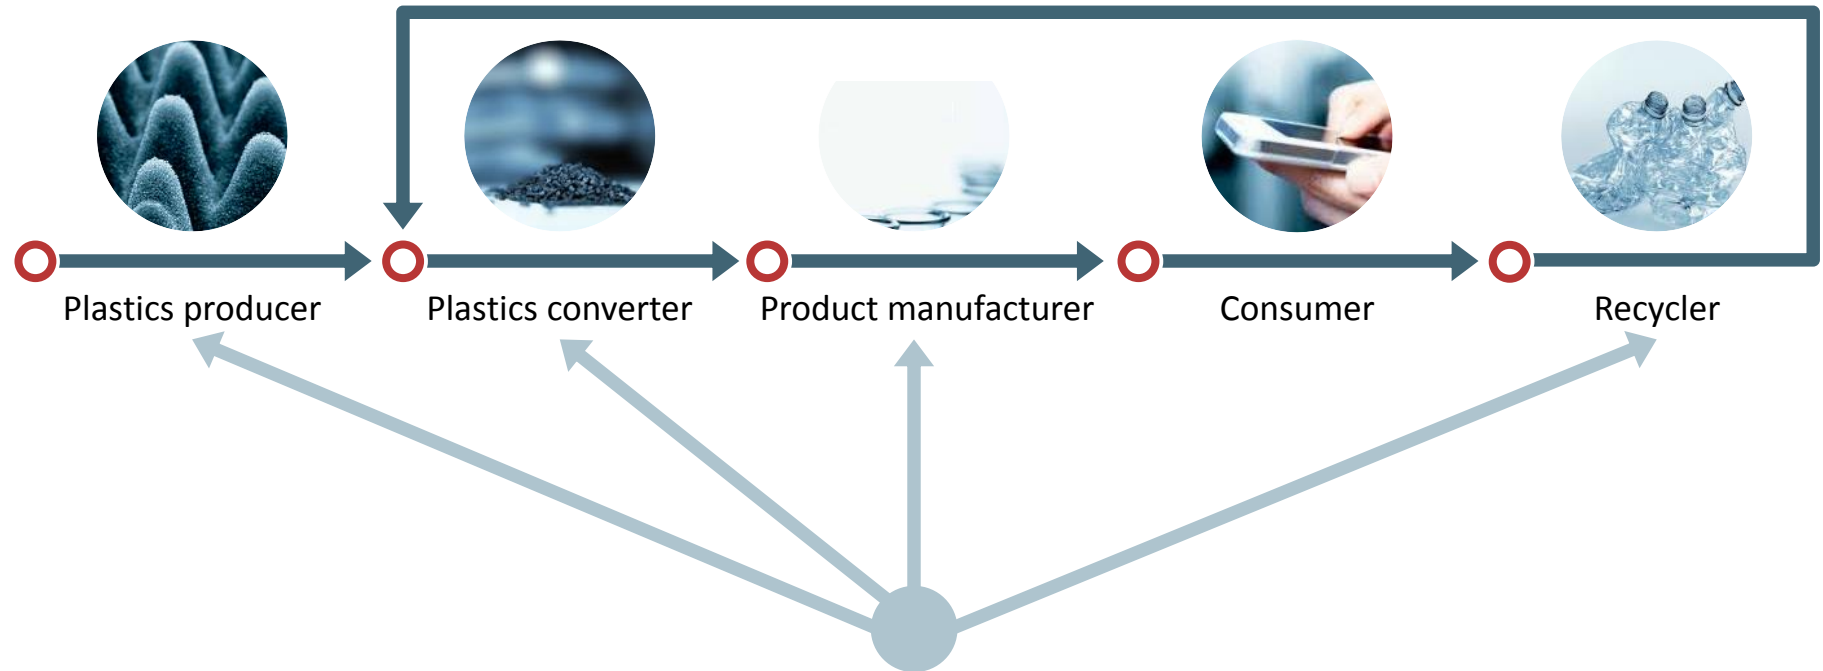 Plastics producer
Plastics converter
Product manufacturer
Consumer
Recycler